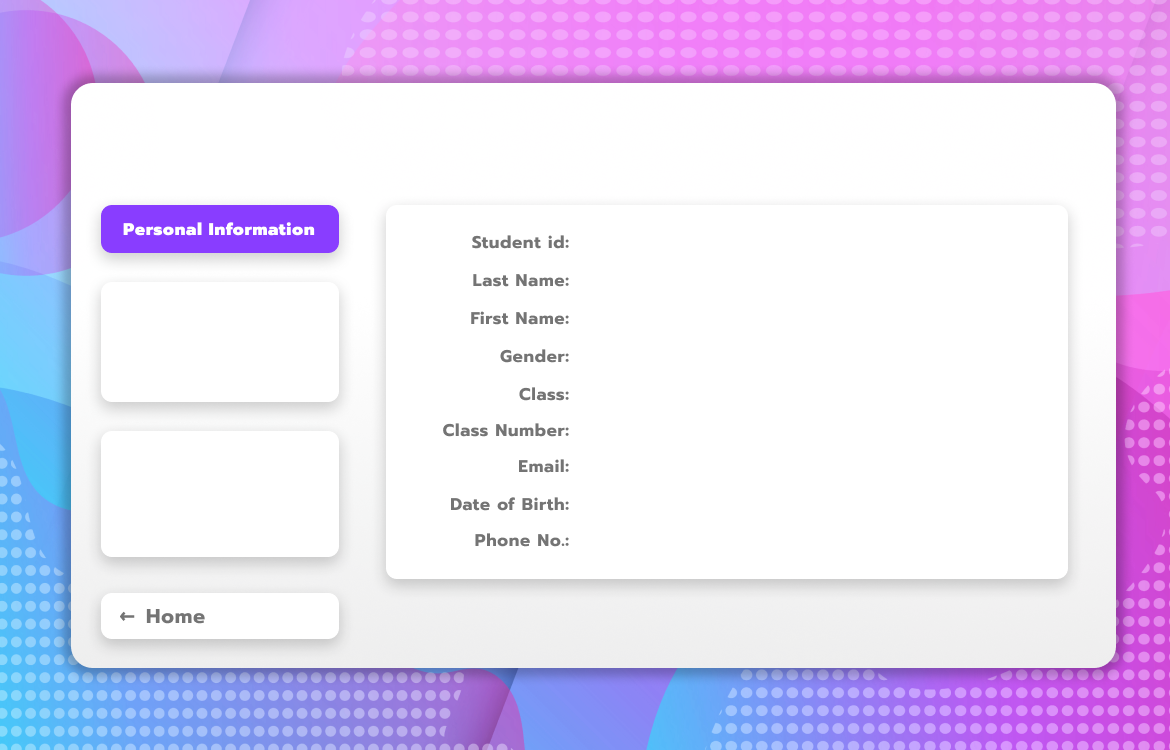 Personal Information
Student id:
Last Name:
First Name:
Gender:
Class:
Class Number:
Email:
Date of Birth:
Phone No.:
← Home